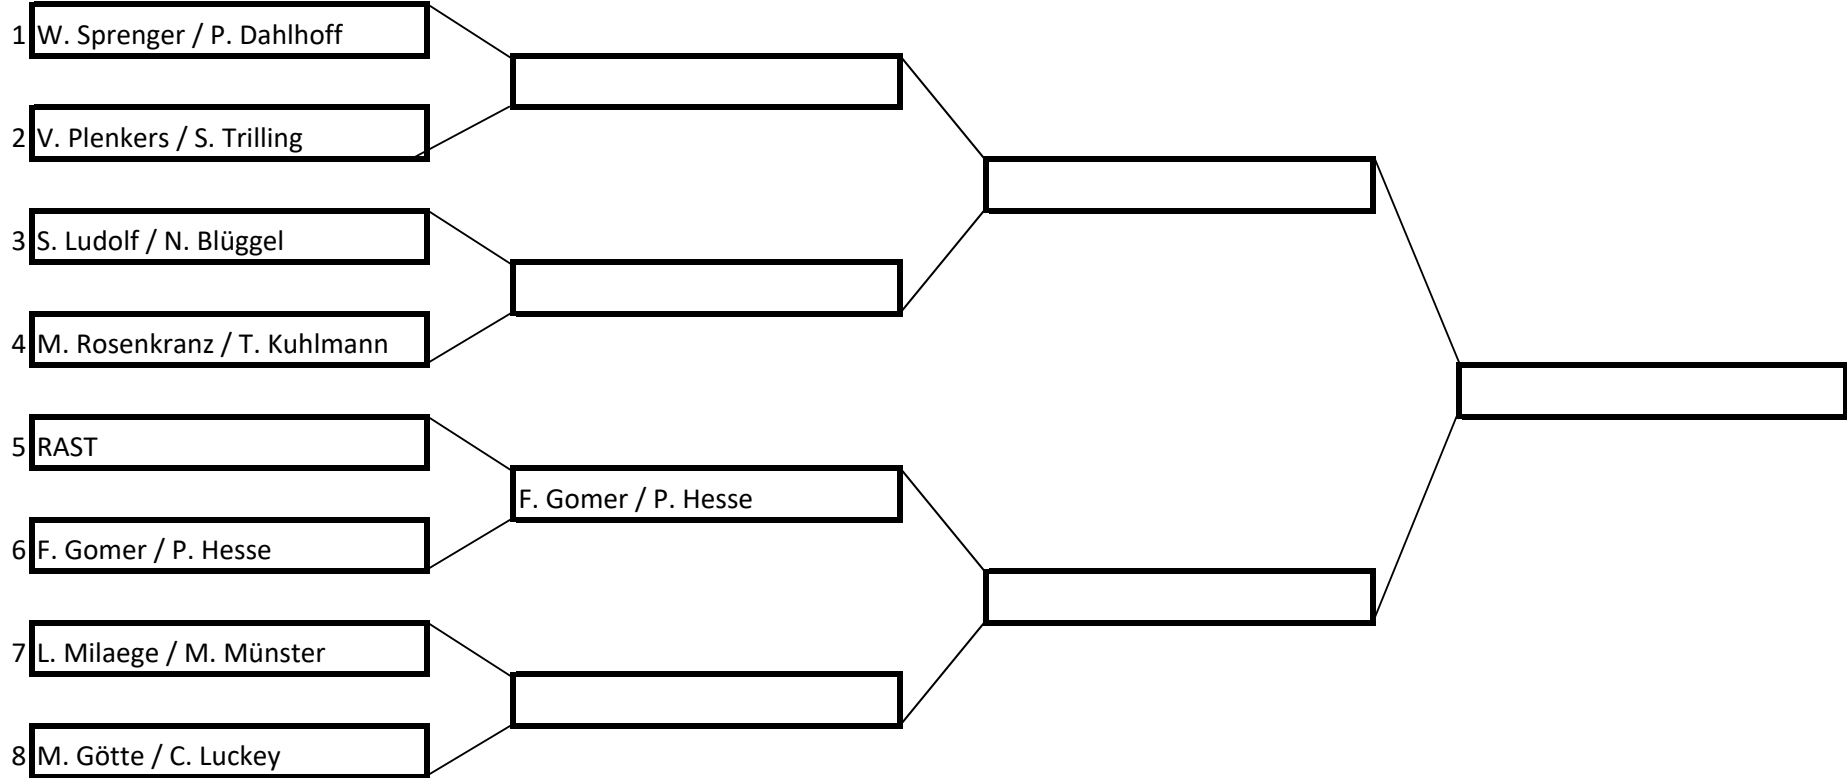 1 W. Sprenger / P. Dahlhoff
2 V. Plenkers / S. Trilling
3 S. Ludolf / N. Blüggel
4 M. Rosenkranz / T. Kuhlmann
5 RAST
F. Gomer / P. Hesse
6 F. Gomer / P. Hesse
7 L. Milaege / M. Münster
8 M. Götte / C. Luckey